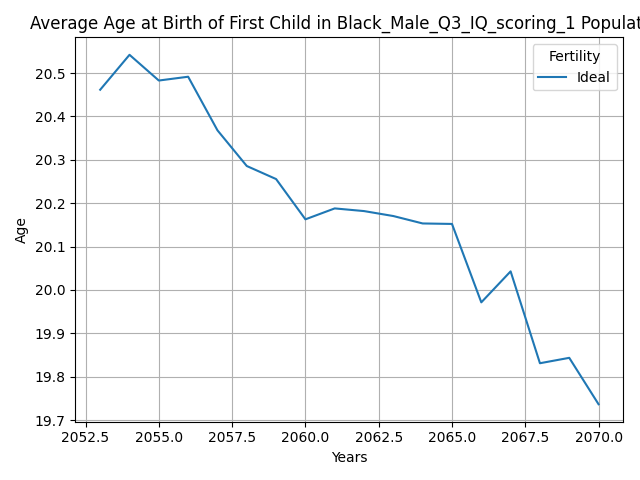 Average Age at Birth of First Child in Black_Male_Q3_IQ_scoring_1 Populat
Fertility
Ideal
Age
20.5
20.4
20.3
20.2
20.1
20.0
19.9
19.8
19.7
2052.5 2055.0 2057.5 2060.0 2062.5 2065.0 2067.5 2070.0
Years